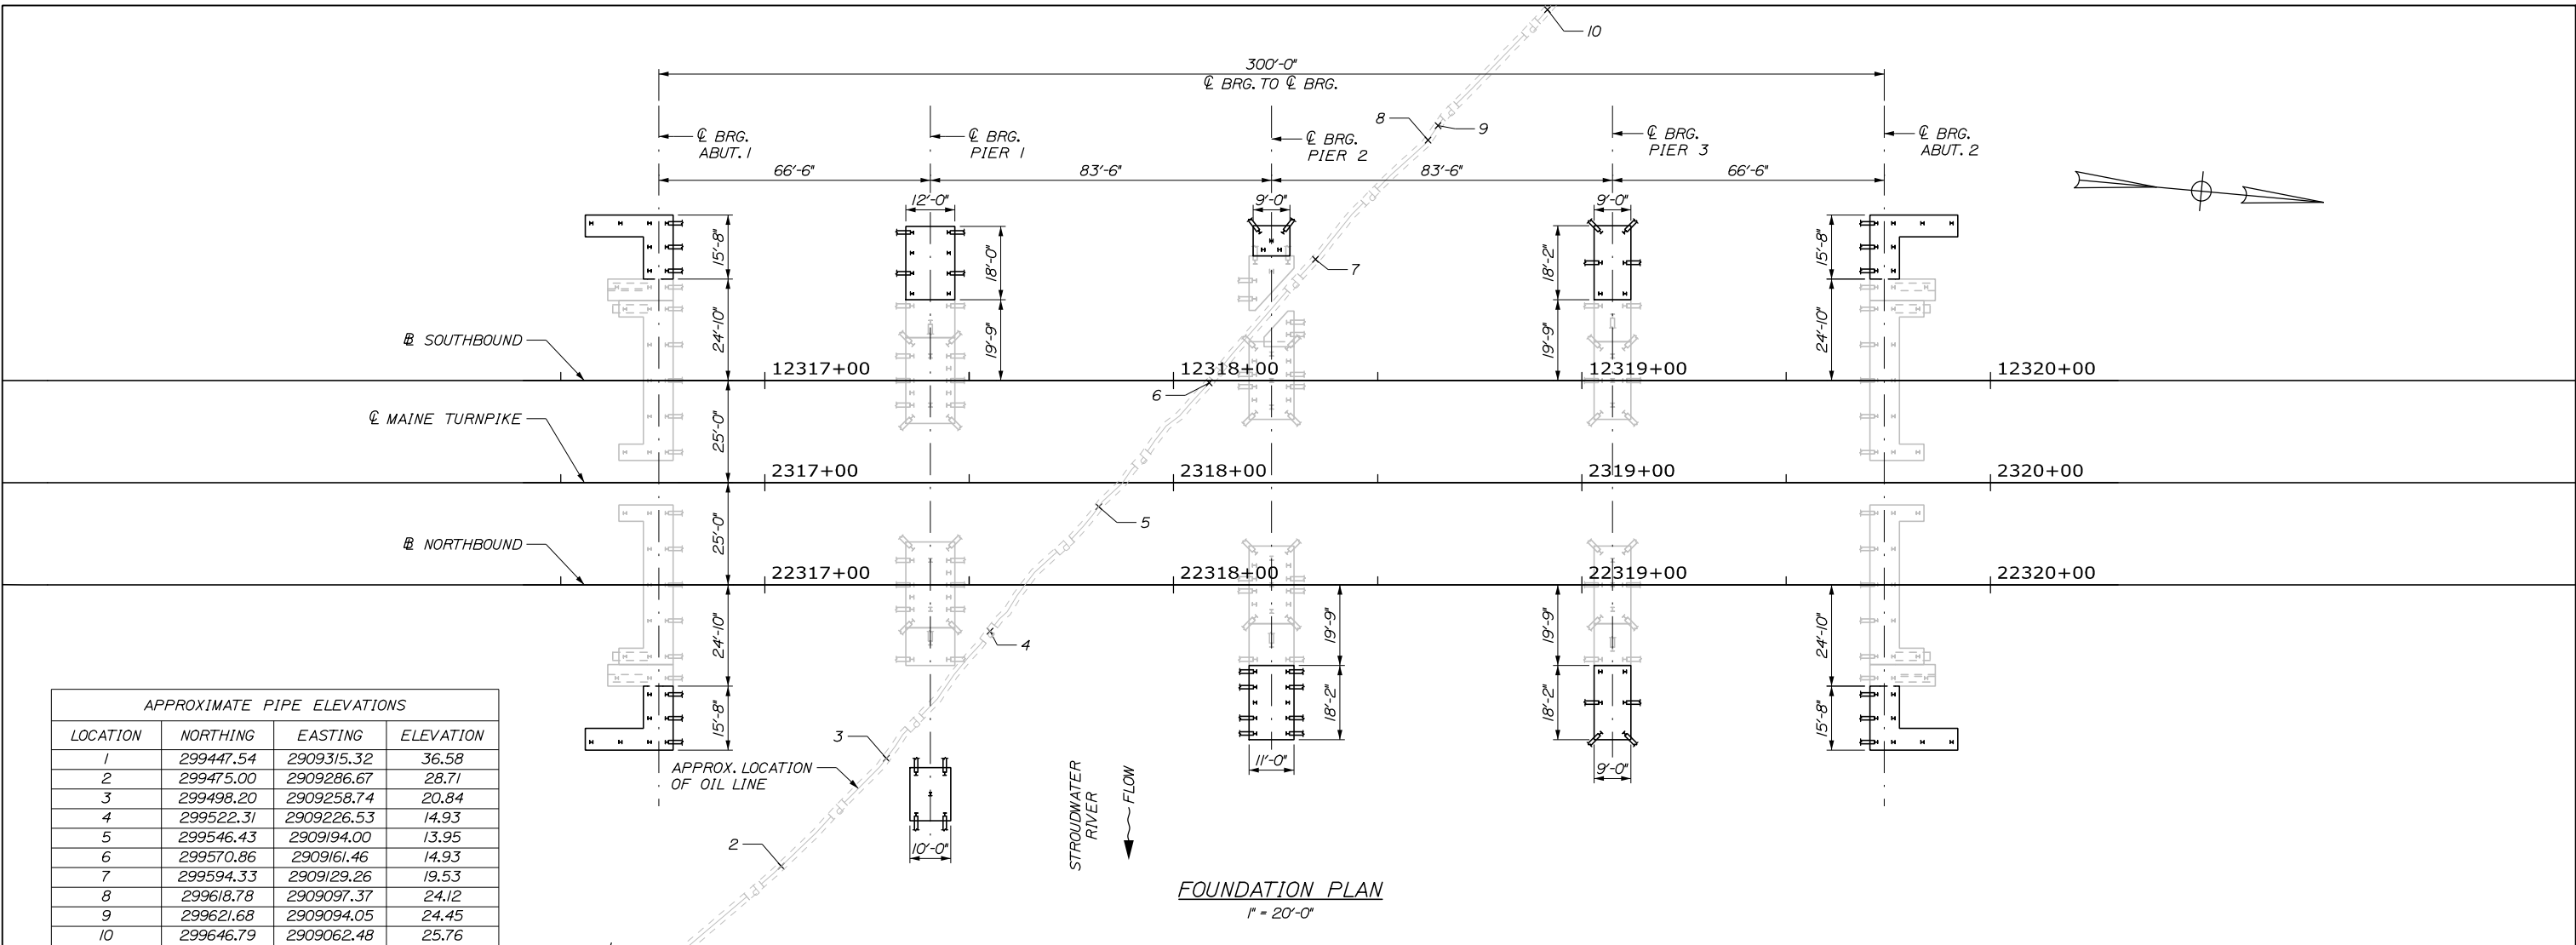 10
300'-0"
℄ BRG. TO ℄ BRG.
8
9
℄ BRG.
ABUT. 1
℄ BRG.
PIER 1
℄ BRG.
PIER 2
℄ BRG.
PIER 3
℄ BRG.
ABUT. 2
66'-6"
83'-6"
83'-6"
66'-6"
12'-0"
9'-0"
9'-0"
15'-8"
18'-0"
18'-2"
15'-8"
7
24'-10"
19'-9"
19'-9"
24'-10"
BL SOUTHBOUND
12317+00
12318+00
12319+00
12320+00
6
℄ MAINE TURNPIKE
25'-0"
2317+00
2318+00
2319+00
2320+00
5
BL NORTHBOUND
25'-0"
22317+00
22318+00
22319+00
22320+00
4
24'-10"
19'-9"
19'-9"
24'-10"
15'-8"
18'-2"
18'-2"
15'-8"
3
APPROX. LOCATION
OF OIL LINE
11'-0"
9'-0"
STROUDWATER
RIVER
FLOW
2
10'-0"
FOUNDATION PLAN
1" = 20'-0"
APPROXIMATE PIPE ELEVATIONS
LOCATION NORTHING EASTING ELEVATION
1 299447.54 2909315.32 36.58
2 299475.00 2909286.67 28.71
3 299498.20 2909258.74 20.84
4 299522.31 2909226.53 14.93
5 299546.43 2909194.00 13.95
6 299570.86 2909161.46 14.93
7 299594.33 2909129.26 19.53
8 299618.78 2909097.37 24.12
9 299621.68 2909094.05 24.45
10 299646.79 2909062.48 25.76